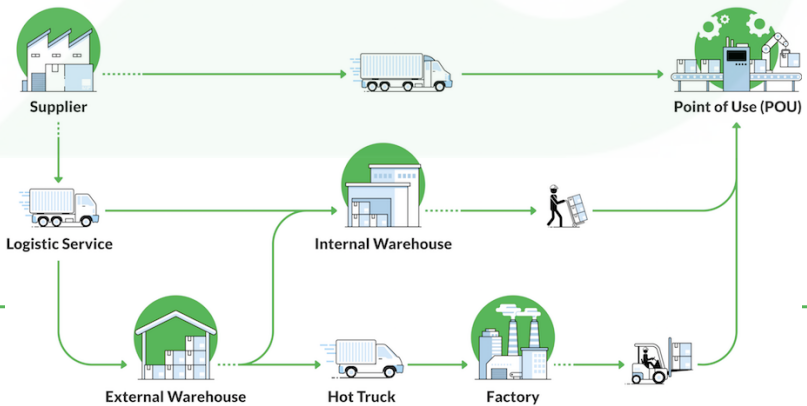 Supplier
Point of Use (POU)
Logistic Service
Internal Warehouse
External Warehouse
Hot Truck
Factory